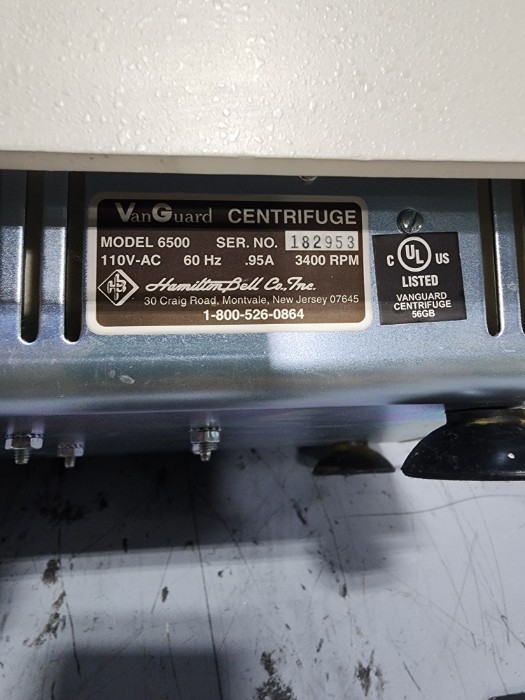 VanGuard CENTRIFUGE
MODEL 6500 SER. NO. 182953
110V-AC 60 Hz .95A 3400 RPM
HB
Hamilton Bell Co., Inc.
30 Craig Road, Montvale, New Jersey 07645
1-800-526-0864
C UL US
LISTED
VANGUARD
CENTRIFUGE
56GB